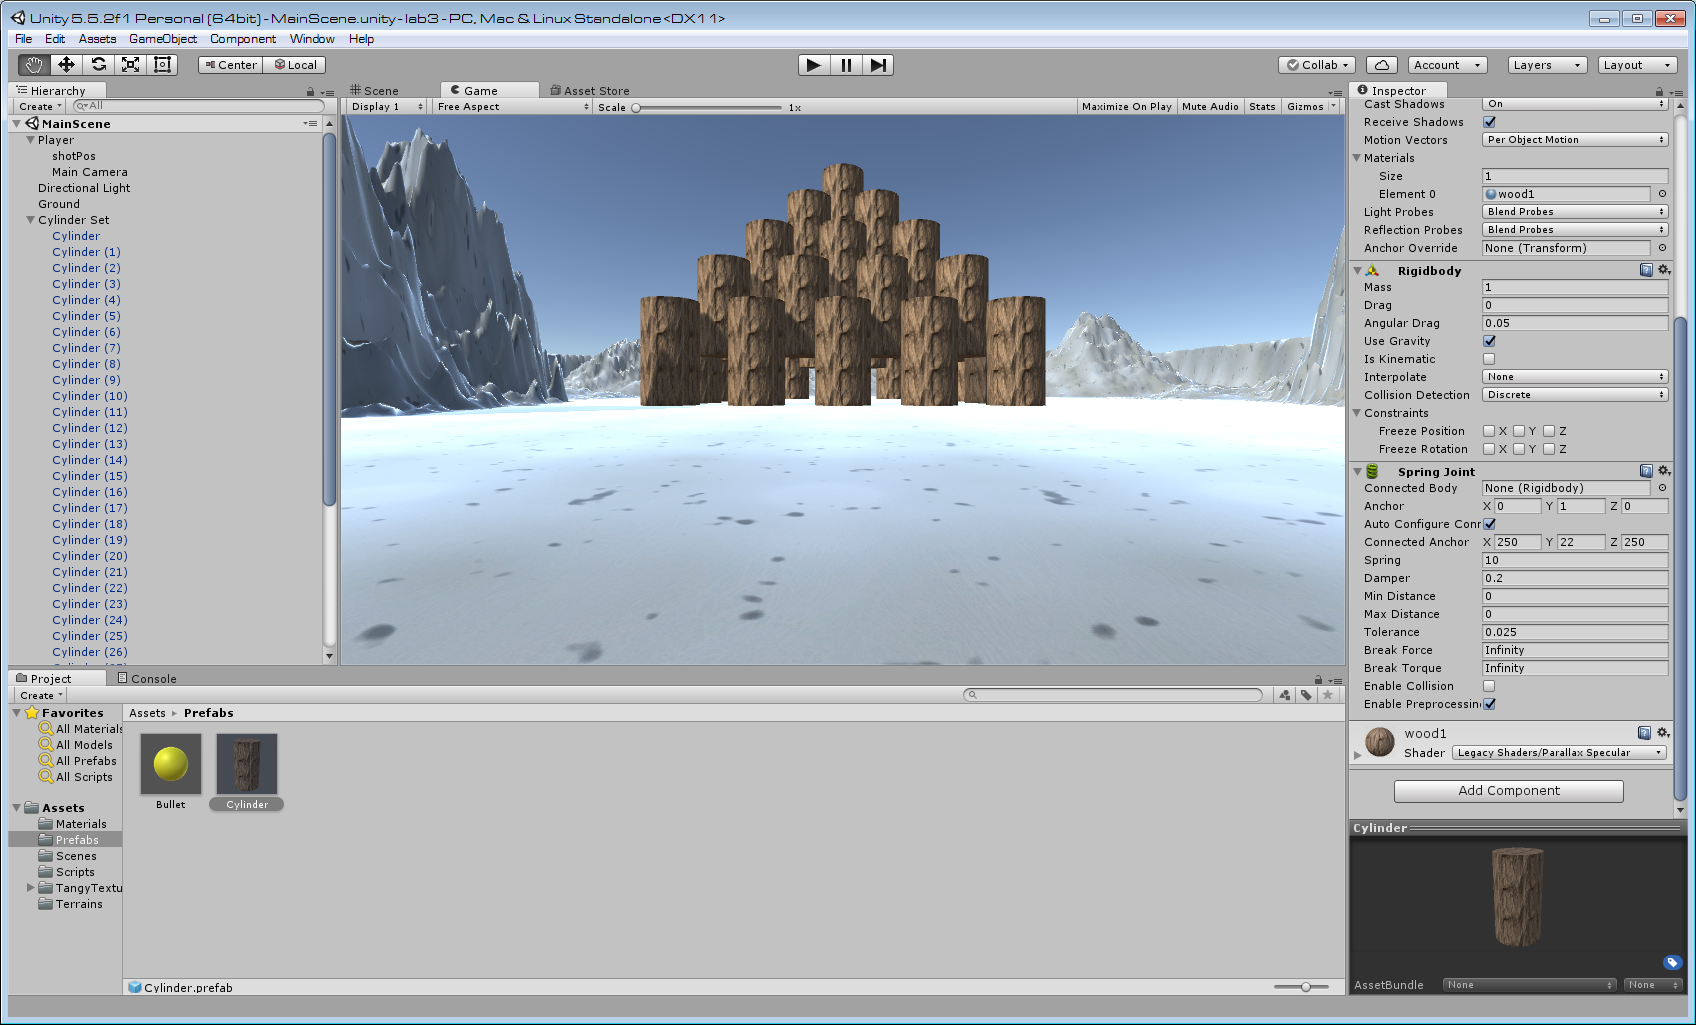 Unity 5.5.2f1 Personal (64bit) - MainScene.unity - lab3 - PC, Mac & Linux Standalone <DX11>
File Edit Assets GameObject Component Window Help
Center Local Collab Account Layers Layout
Hierarchy
Create All
MainScene
Player
shotPos
Main Camera
Directional Light
Ground
Cylinder Set
Cylinder
Cylinder (1)
Cylinder (2)
Cylinder (3)
Cylinder (4)
Cylinder (5)
Cylinder (6)
Cylinder (7)
Cylinder (8)
Cylinder (9)
Cylinder (10)
Cylinder (11)
Cylinder (12)
Cylinder (13)
Cylinder (14)
Cylinder (15)
Cylinder (16)
Cylinder (17)
Cylinder (18)
Cylinder (19)
Cylinder (20)
Cylinder (21)
Cylinder (22)
Cylinder (23)
Cylinder (24)
Cylinder (25)
Cylinder (26)
Scene Game Asset Store
Display 1 Free Aspect Scale 1x Maximize On Play Mute Audio Stats Gizmos
Inspector
Cast Shadows On
Receive Shadows
Motion Vectors Per Object Motion
Materials
Size 1
Element 0 wood1
Light Probes Blend Probes
Reflection Probes Blend Probes
Anchor Override None (Transform)
Rigidbody
Mass 1
Drag 0
Angular Drag 0.05
Use Gravity
Is Kinematic
Interpolate None
Collision Detection Discrete
Constraints
Freeze Position X Y Z
Freeze Rotation X Y Z
Spring Joint
Connected Body None (Rigidbody)
Anchor X 0 Y 1 Z 0
Auto Configure Conr
Connected Anchor X 250 Y 22 Z 250
Spring 10
Damper 0.2
Min Distance 0
Max Distance 0
Tolerance 0.025
Break Force Infinity
Break Torque Infinity
Enable Collision
Enable Preprocessin
wood1
Shader Legacy Shaders/Parallax Specular
Add Component
Cylinder
AssetBundle None None
Project Console
Create
Favorites
All Materials
All Models
All Prefabs
All Scripts
Assets
Materials
Prefabs
Scenes
Scripts
TangyTextu
Terrains
Assets ▸ Prefabs
Bullet Cylinder
Cylinder.prefab